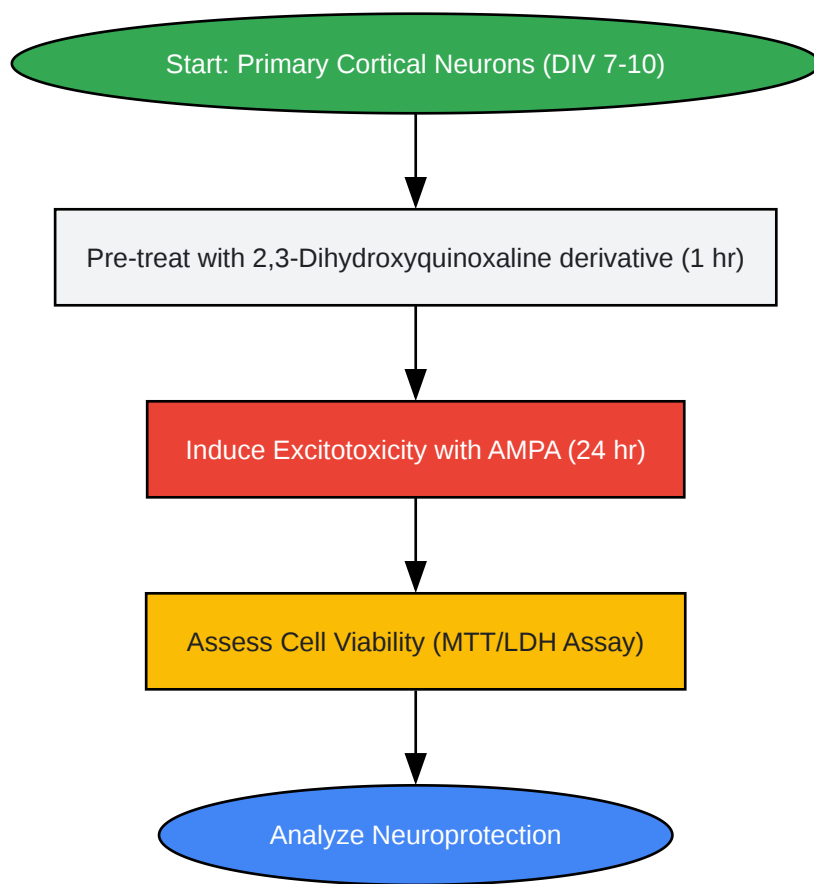 Start: Primary Cortical Neurons (DIV 7-10)
Pre-treat with 2,3-Dihydroxyquinoxaline derivative (1 hr)
Induce Excitotoxicity with AMPA (24 hr)
Assess Cell Viability (MTT/LDH Assay)
Analyze Neuroprotection